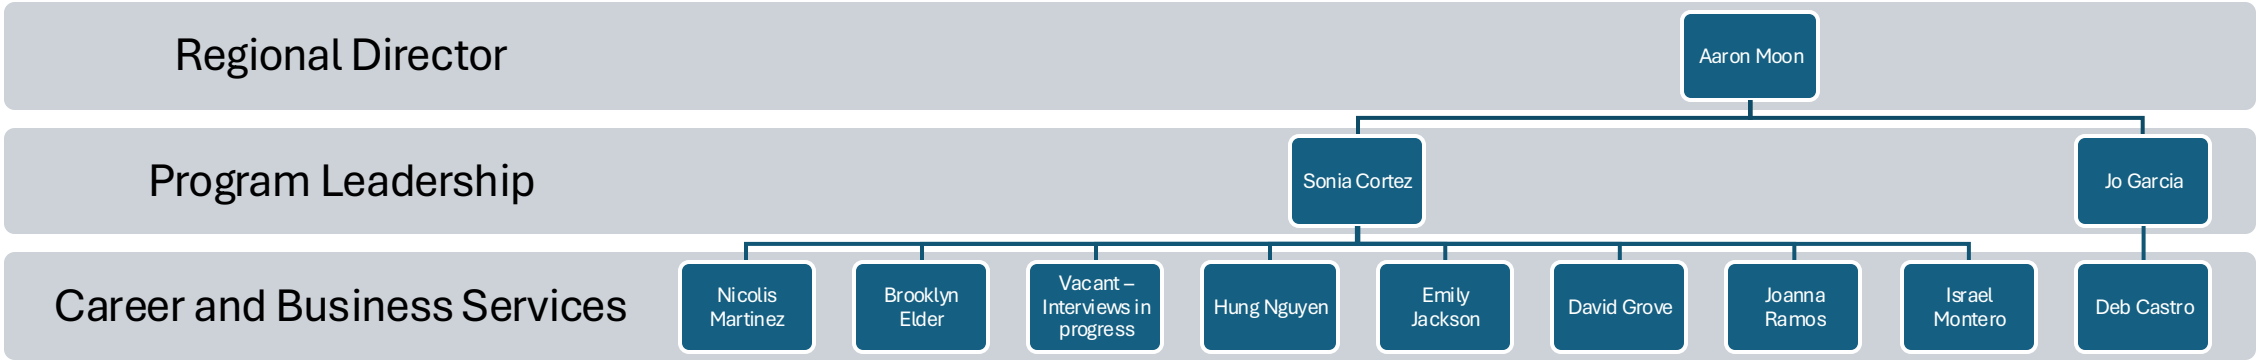 Regional Director
Aaron Moon
Program Leadership
Sonia Cortez
Jo Garcia
Career and Business Services
Nicolis
Martinez
Brooklyn
Elder
Vacant –
Interviews in
progress
Hung Nguyen
Emily
Jackson
David Grove
Joanna
Ramos
Israel
Montero
Deb Castro